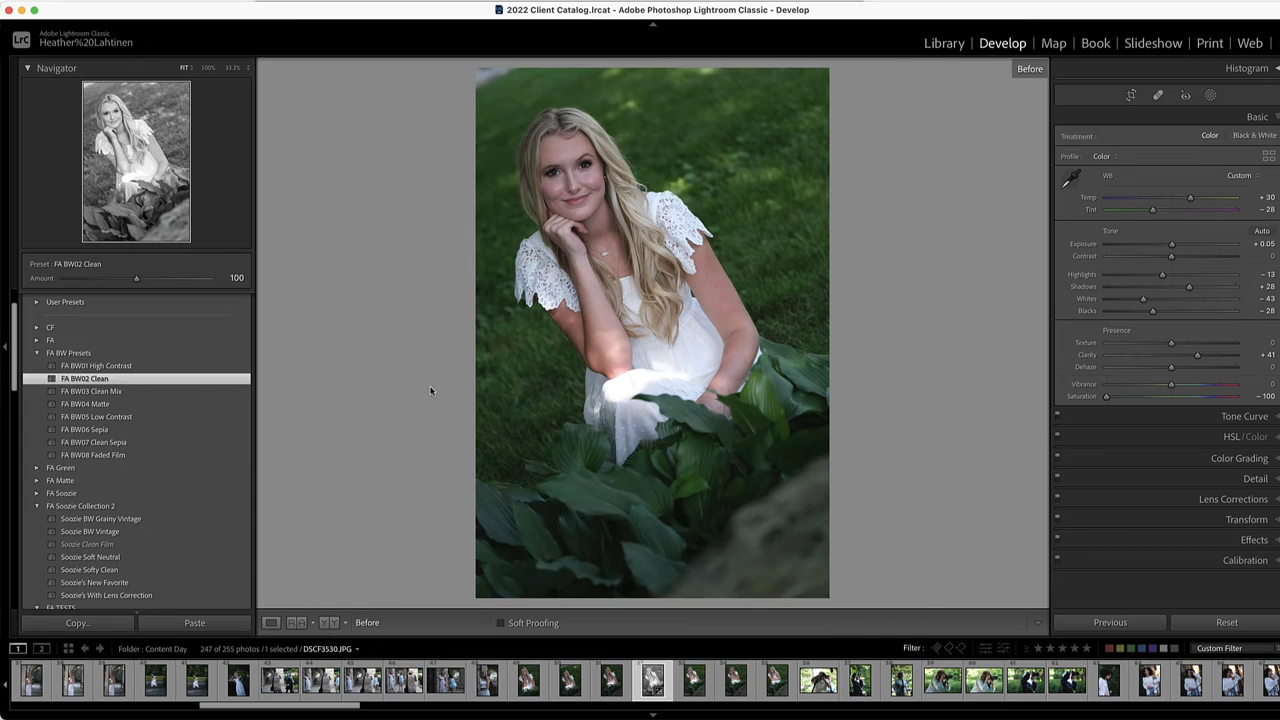 2022 Client Catalog.lrcat - Adobe Photoshop Lightroom Classic - Develop
LrC
Adobe Lightroom Classic
Heather%20Lahtinen
Library | Develop | Map | Book | Slideshow | Print | Web |
Navigator FIT 100% 33.3%
Preset: FA BW02 Clean
Amount 100
User Presets
CF
FA
FA BW Presets
FA BW01 High Contrast
FA BW02 Clean
FA BW03 Clean Mix
FA BW04 Matte
FA BW05 Low Contrast
FA BW06 Sepia
FA BW07 Clean Sepia
FA BW08 Faded Film
FA Green
FA Matte
FA Soozie
FA Soozie Collection 2
Soozie BW Grainy Vintage
Soozie BW Vintage
Soozie Clean Film
Soozie Soft Neutral
Soozie Softy Clean
Soozie's New Favorite
Soozie's With Lens Correction
FA TESTS
Copy... Paste
Before
Before
Soft Proofing
Histogram
Basic
Treatment: Color Black & White
Profile: Color
WB: Custom
Temp + 30
Tint − 28
Tone Auto
Exposure + 0.05
Contrast 0
Highlights − 13
Shadows + 28
Whites − 43
Blacks − 28
Presence
Texture 0
Clarity + 41
Dehaze 0
Vibrance 0
Saturation − 100
Tone Curve
HSL / Color
Color Grading
Detail
Lens Corrections
Transform
Effects
Calibration
Previous Reset
1 2 Folder: Content Day 247 of 255 photos / 1 selected / DSCF3530.JPG Filter: Custom Filter